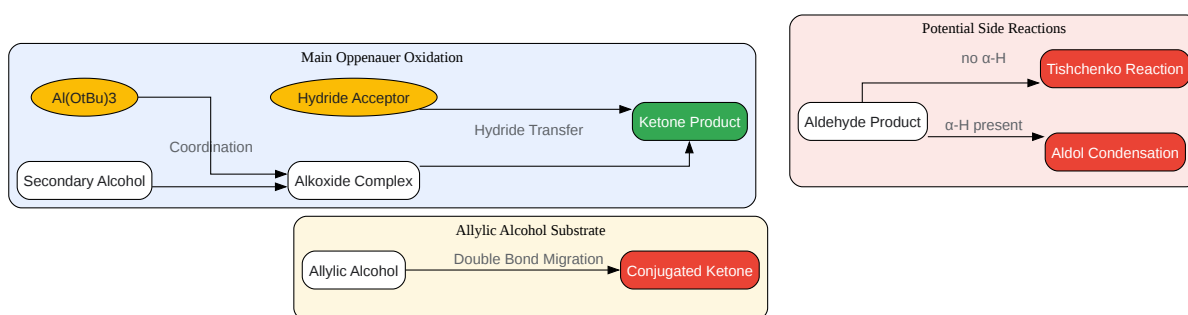 Main Oppenauer Oxidation
Al(OtBu)3
Hydride Acceptor
Ketone Product
Hydride Transfer
Coordination
Secondary Alcohol
Alkoxide Complex
Potential Side Reactions
no α-H
Tishchenko Reaction
Aldehyde Product
α-H present
Aldol Condensation
Allylic Alcohol Substrate
Allylic Alcohol
Double Bond Migration
Conjugated Ketone